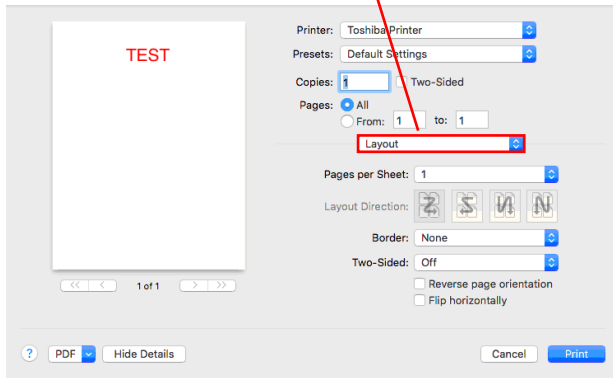 Printer: Toshiba Printer
TEST
Presets: Default Settings
Copies: 1 Two-Sided
Pages: All
From: 1 to: 1
Layout
Pages per Sheet: 1
Layout Direction:
Border: None
Two-Sided: Off
Reverse page orientation
Flip horizontally
<< < 1 of 1 > >>
? PDF Hide Details Cancel Print